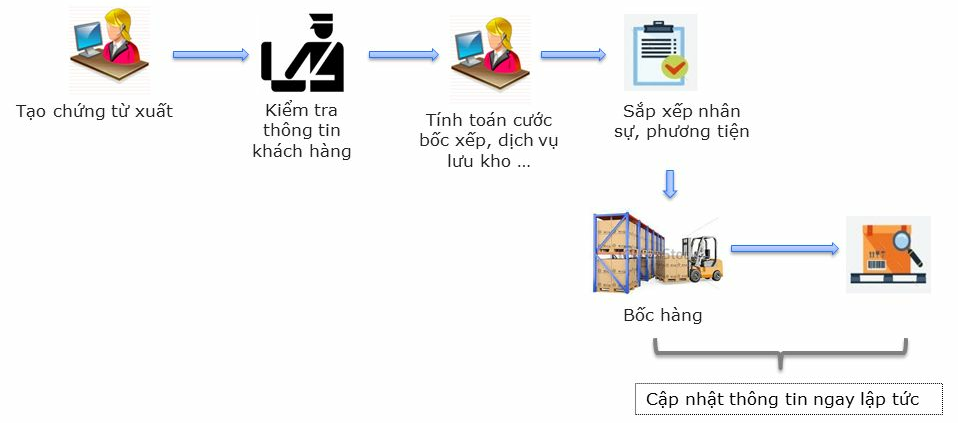 Tạo chứng từ xuất
Kiểm tra
thông tin
khách hàng
Tính toán cước
bốc xếp, dịch vụ
lưu kho ...
Sắp xếp nhân
sự, phương tiện
Bốc hàng
Cập nhật thông tin ngay lập tức